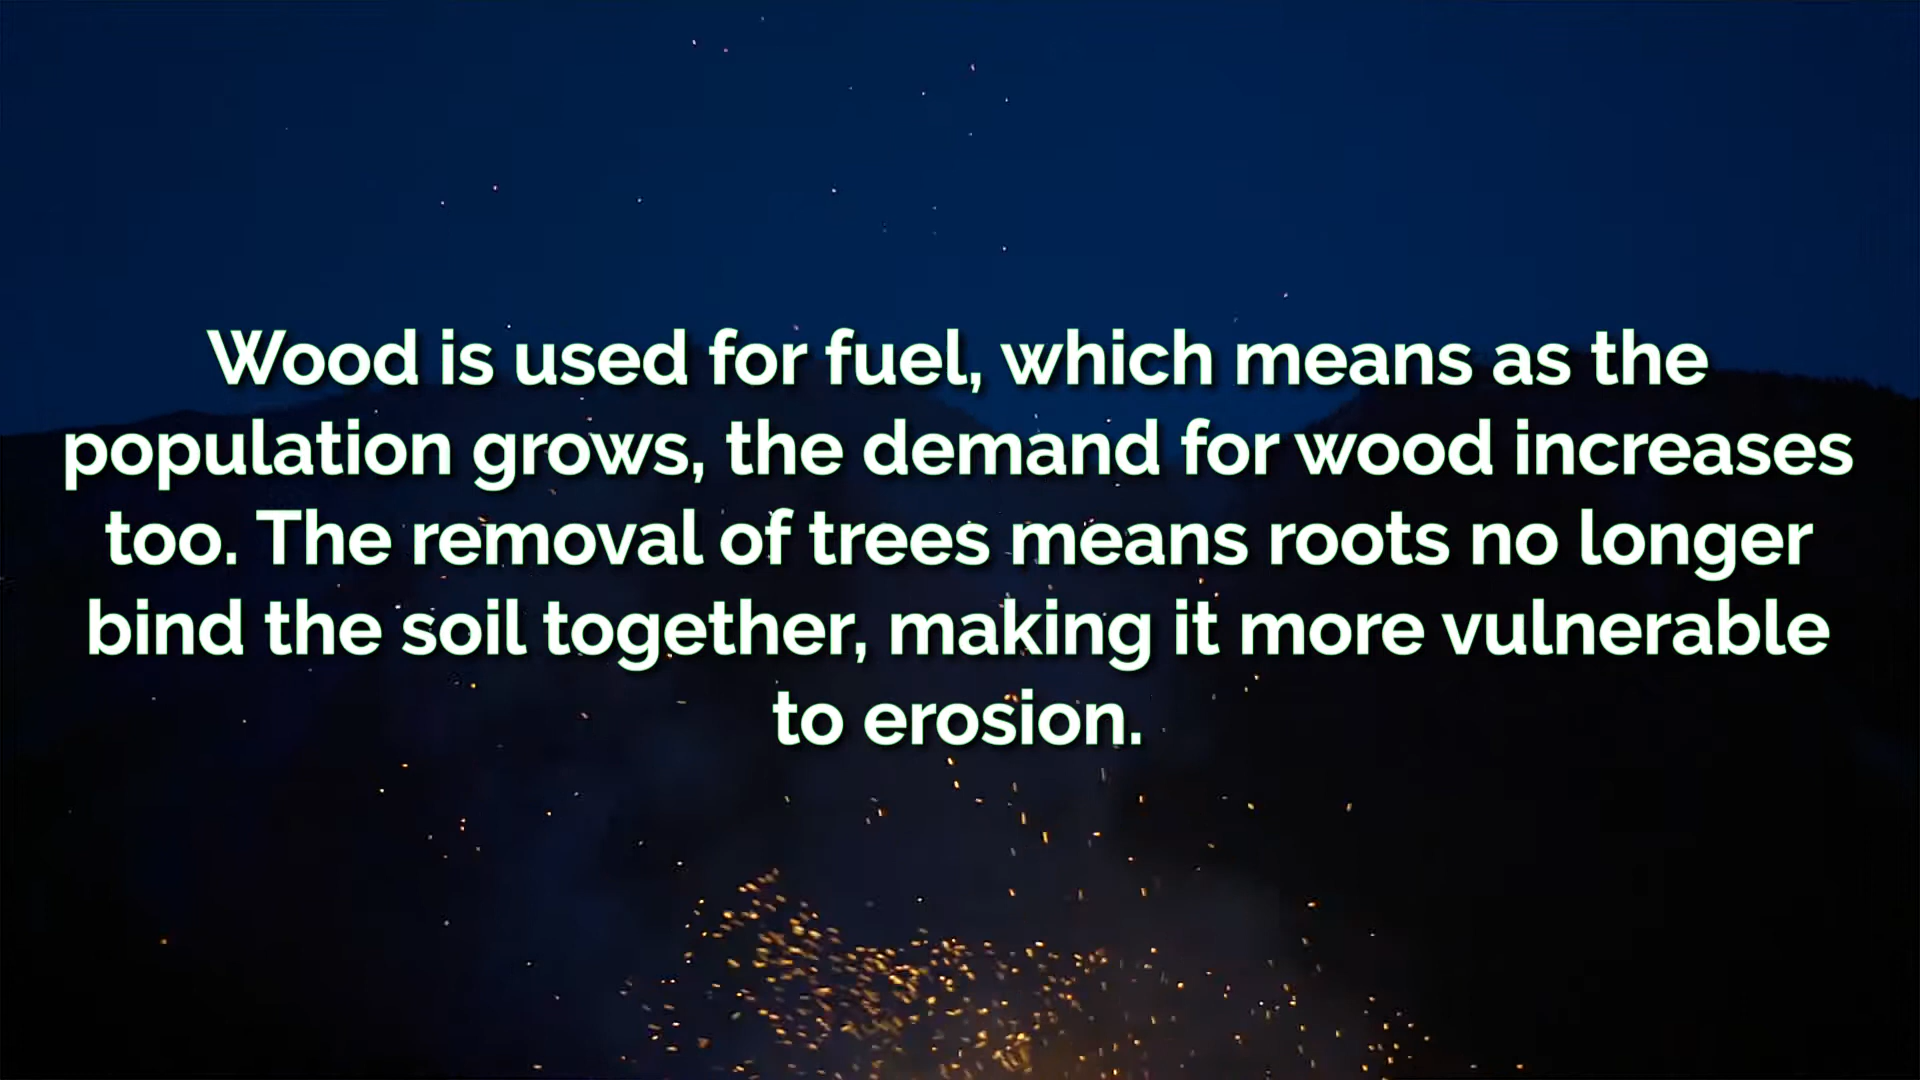 Wood is used for fuel, which means as the
population grows, the demand for wood increases
too. The removal of trees means roots no longer
bind the soil together, making it more vulnerable
to erosion.